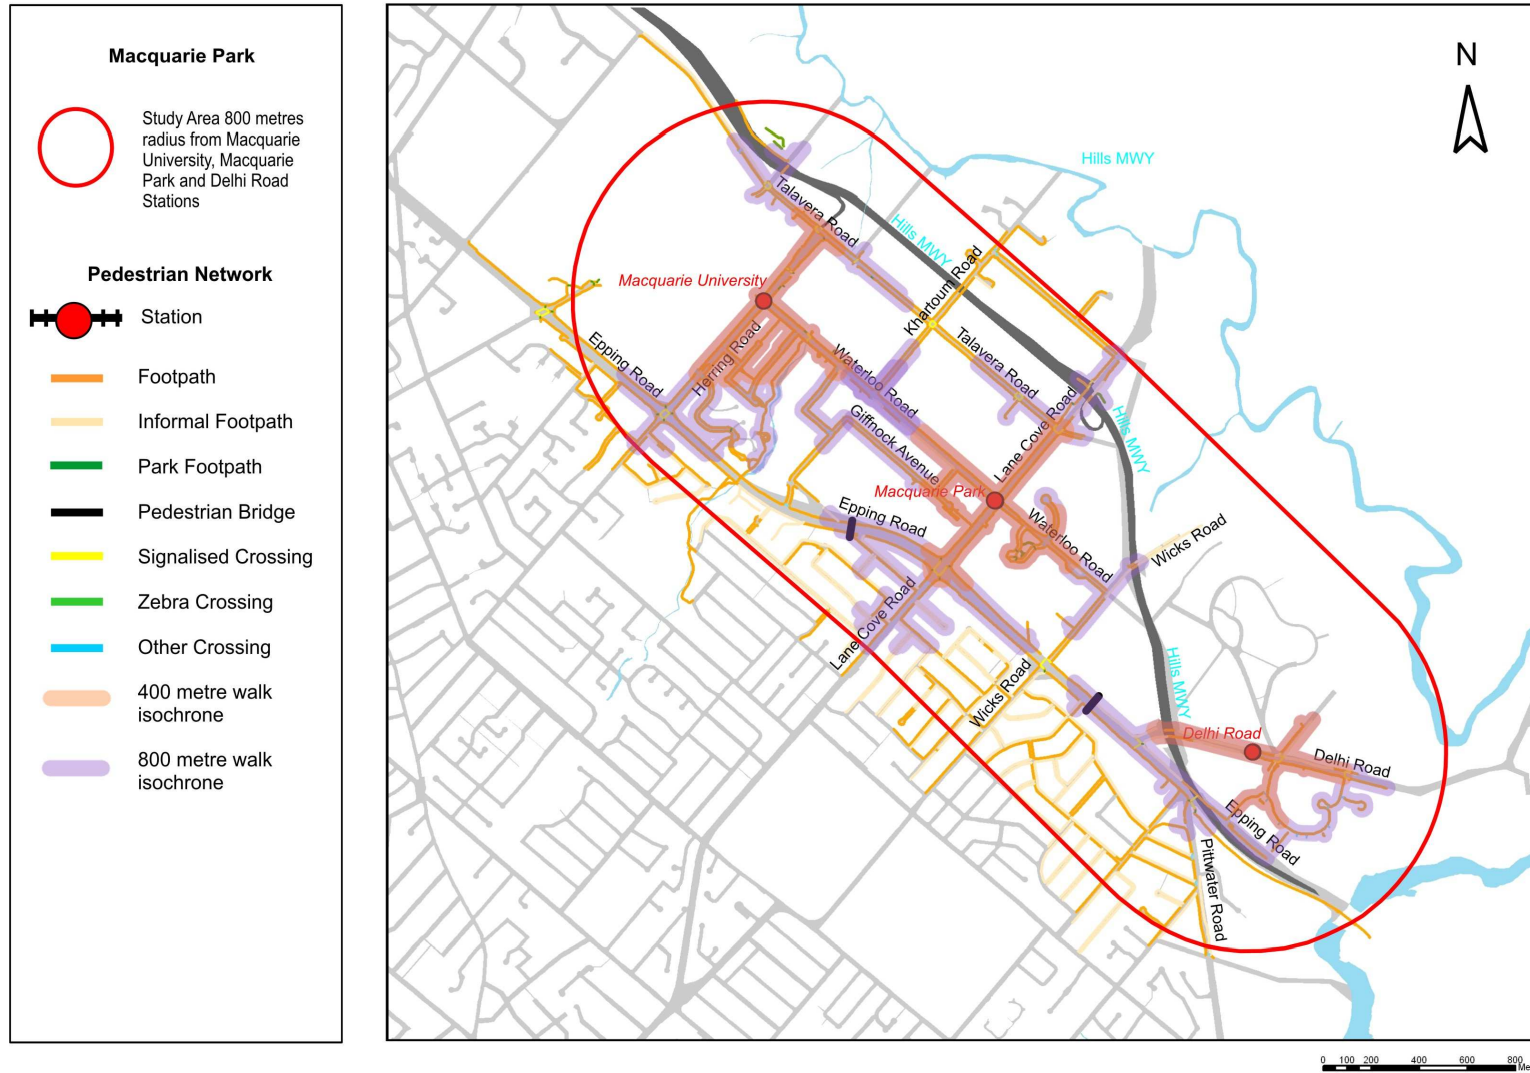 Macquarie Park
Study Area 800 metres
radius from Macquarie
University, Macquarie
Park and Delhi Road
Stations
Pedestrian Network
Station
Footpath
Informal Footpath
Park Footpath
Pedestrian Bridge
Signalised Crossing
Zebra Crossing
Other Crossing
400 metre walk
isochrone
800 metre walk
isochrone
N
Hills MWY
Talavera Road
Hills MWY
Macquarie University
Khartoum Road
Epping Road
Herring Road
Waterloo Road
Talavera Road
Giffnock Avenue
Lane Cove Road
Hills MWY
Macquarie Park
Epping Road
Waterloo Road
Wicks Road
Lane Cove Road
Wicks Road
Hills MWY
Delhi Road
Delhi Road
Epping Road
Pittwater Road
0 100 200 400 600 800
Me